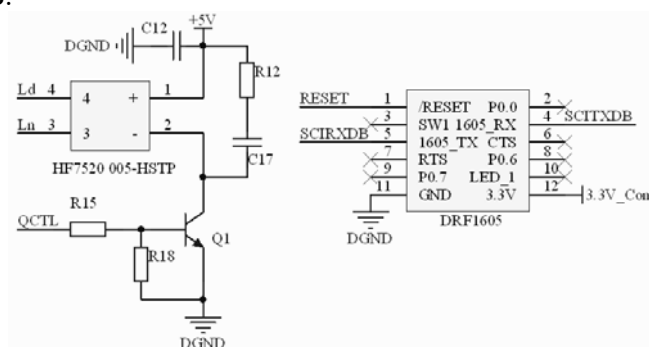 +5V
C12
DGND
R12
Ld 4 4 + 1
Ln 3 3 - 2
C17
HF7520 005-HSTP
R15
QCTL
Q1
R18
DGND
RESET 1 /RESET P0.0 2
3 SW1 1605_RX 4 SCITXDB
SCIRXDB 5 1605_TX CTS 6
7 RTS P0.6 8
9 P0.7 LED_1 10
11 GND 3.3V 12 3.3V_Com
DGND
DRF1605